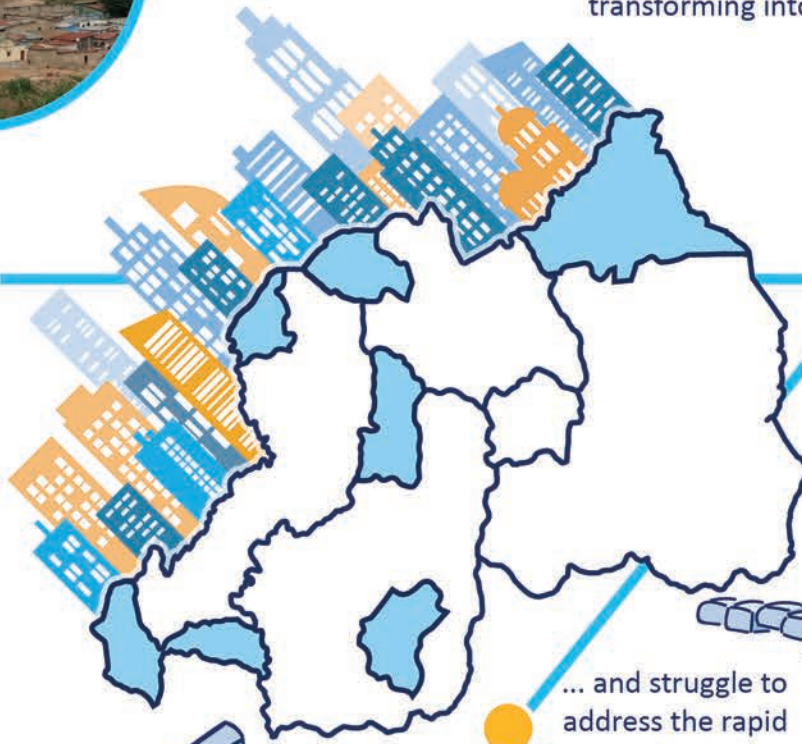 transforming into
... and struggle to
address the rapid